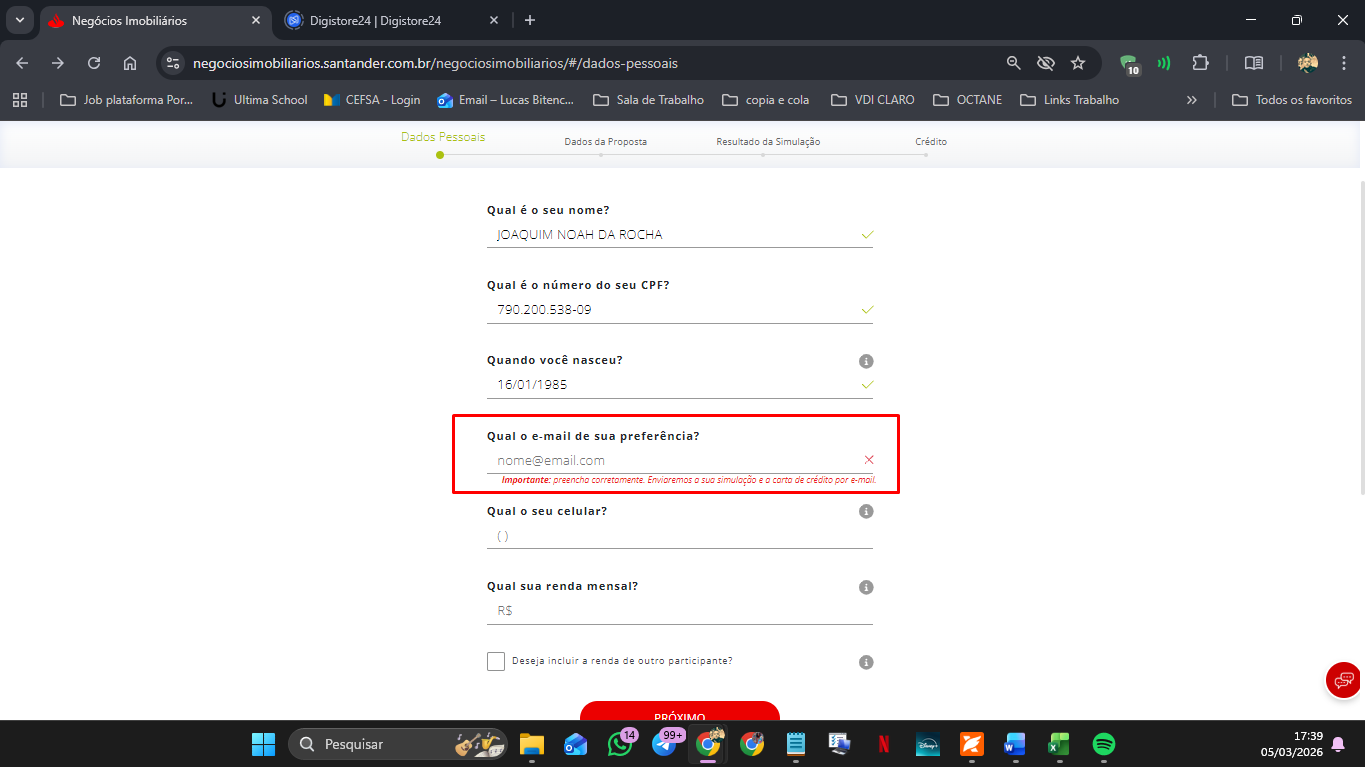 Negócios Imobiliários
Digistore24 | Digistore24
negociosimobiliarios.santander.com.br/negociosimobiliarios/#/dados-pessoais
10
Job plataforma Por...
Ultima School
CEFSA - Login
Email – Lucas Bitenc...
Sala de Trabalho
copia e cola
VDI CLARO
OCTANE
Links Trabalho
Todos os favoritos
Dados Pessoais
Dados da Proposta
Resultado da Simulação
Crédito
Qual é o seu nome?
JOAQUIM NOAH DA ROCHA
Qual é o número do seu CPF?
790.200.538-09
Quando você nasceu?
16/01/1985
Qual o e-mail de sua preferência?
nome@email.com
Importante: preencha corretamente. Enviaremos a sua simulação e a carta de crédito por e-mail.
Qual o seu celular?
( )
Qual sua renda mensal?
R$
Deseja incluir a renda de outro participante?
PRÓXIMO
Pesquisar
14
99+
Disney+
17:39
05/03/2026